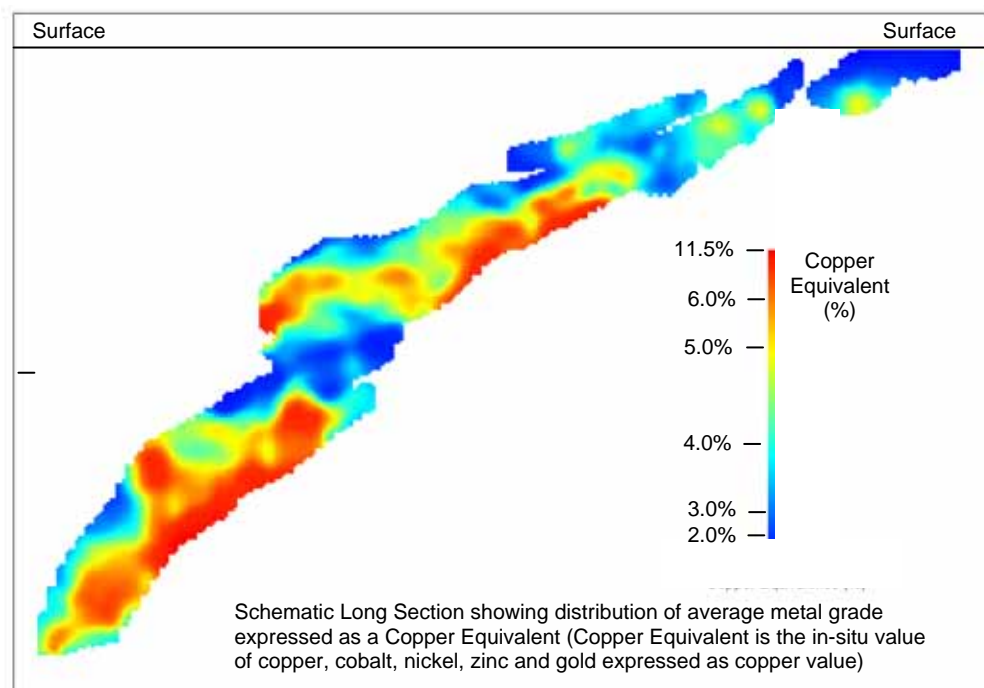 Surface Surface
11.5%
Copper
Equivalent
(%)
6.0%
5.0%
4.0%
3.0%
2.0%
Schematic Long Section showing distribution of average metal grade
expressed as a Copper Equivalent (Copper Equivalent is the in-situ value
of copper, cobalt, nickel, zinc and gold expressed as copper value)